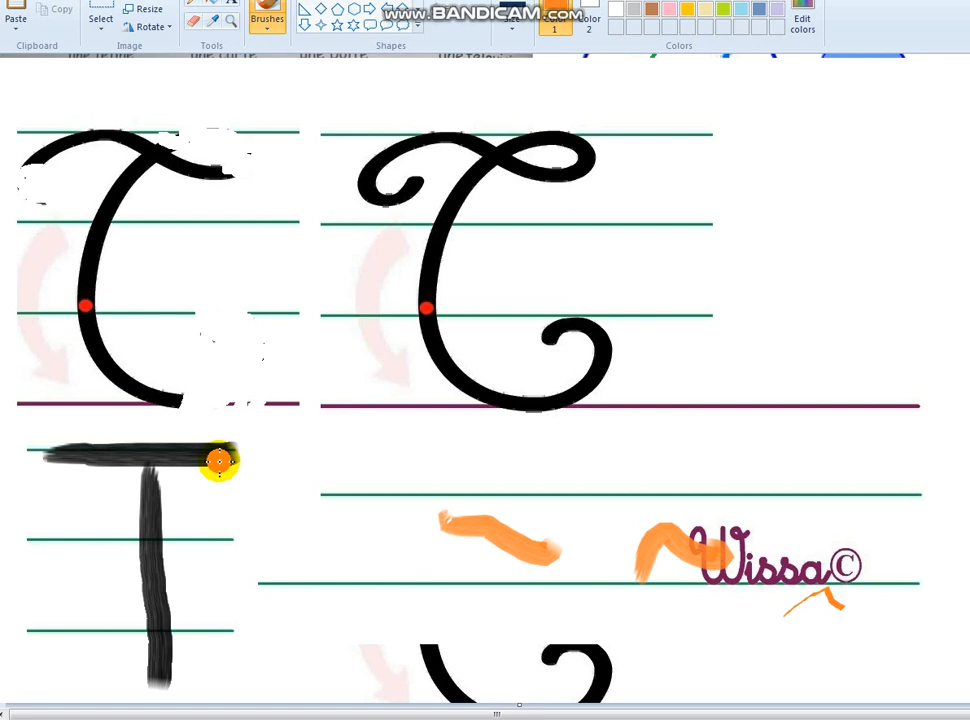 www.BANDICAM.com
Paste
Copy
Select
Resize
Rotate
Brushes
Size
Color
1
Color
2
Edit
colors
Clipboard
Image
Tools
Shapes
Colors
T T
T
Wissa©